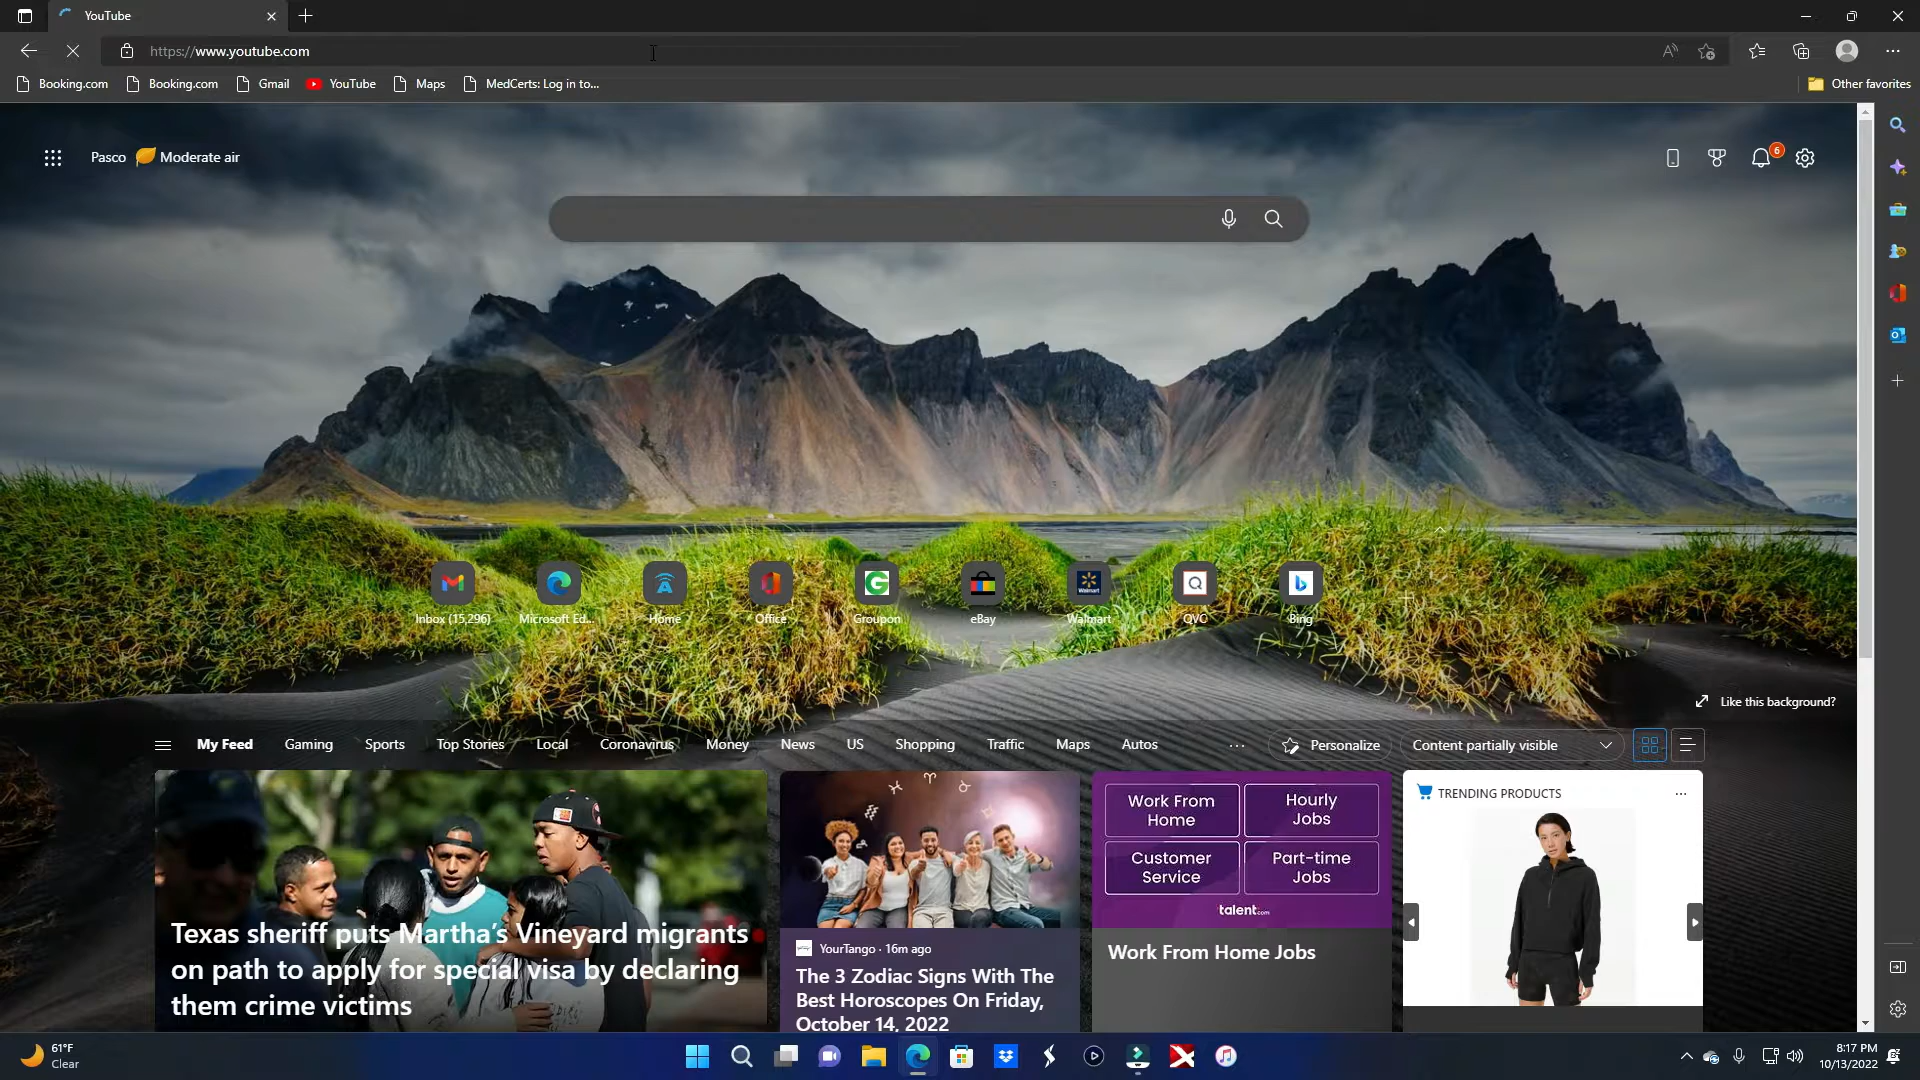 YouTube
https://www.youtube.com
Booking.com
Booking.com
Gmail
YouTube
Maps
MedCerts: Log in to...
Other favorites
Pasco
Moderate air
6
Inbox (15,296)
Microsoft Ed...
Home
Office
Groupon
eBay
Walmart
QVC
Bing
Like this background?
My Feed
Gaming
Sports
Top Stories
Local
Coronavirus
Money
News
US
Shopping
Traffic
Maps
Autos
Personalize
Content partially visible
Texas sheriff puts Martha's Vineyard migrants
on path to apply for special visa by declaring
them crime victims
YourTango · 16m ago
The 3 Zodiac Signs With The
Best Horoscopes On Friday,
October 14, 2022
Work From
Home
Hourly
Jobs
Customer
Service
Part-time
Jobs
talent.com
Work From Home Jobs
TRENDING PRODUCTS
61°F
Clear
8:17 PM
10/13/2022